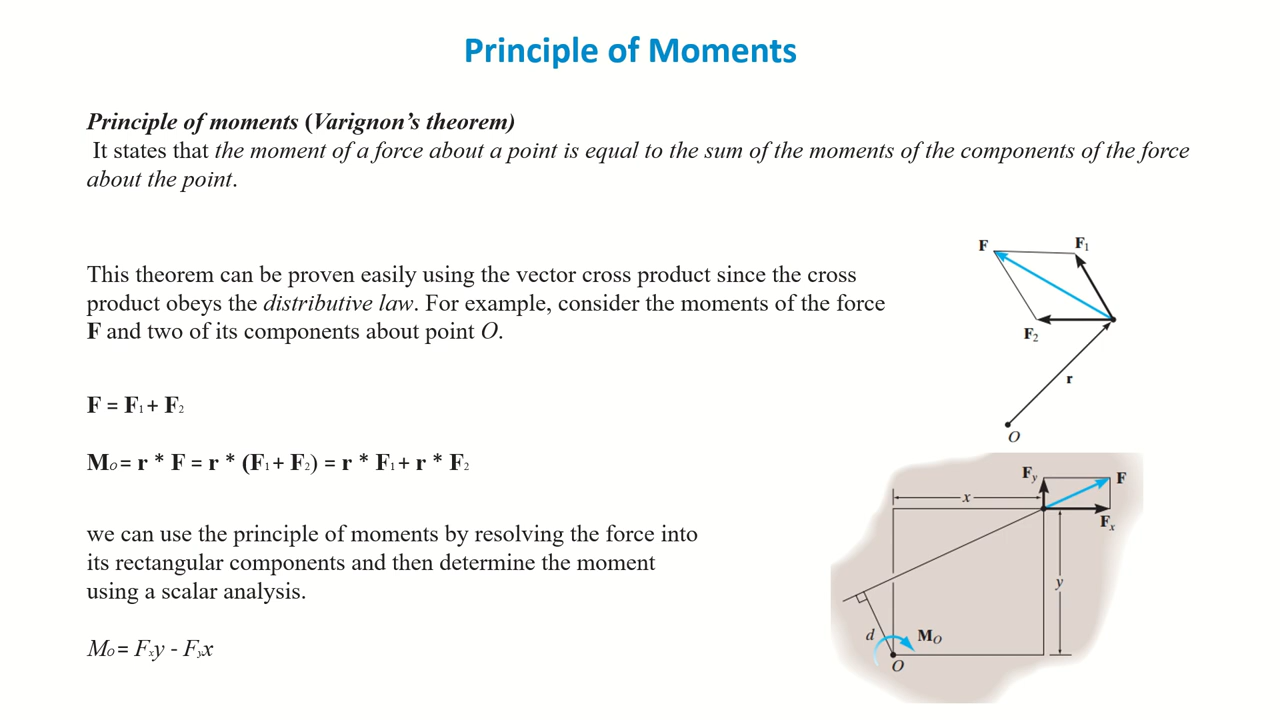 Principle of Moments
Principle of moments (Varignon's theorem)
It states that the moment of a force about a point is equal to the sum of the moments of the components of the force
about the point.
This theorem can be proven easily using the vector cross product since the cross
product obeys the distributive law. For example, consider the moments of the force
F and two of its components about point O.
F = F₁ + F₂
Mo = r * F = r * (F₁ + F₂) = r * F₁ + r * F₂
we can use the principle of moments by resolving the force into
its rectangular components and then determine the moment
using a scalar analysis.
Mo = Fxy - Fyx
F
F₁
F₂
r
O
Fy
F
x
Fx
y
d
Mo
O